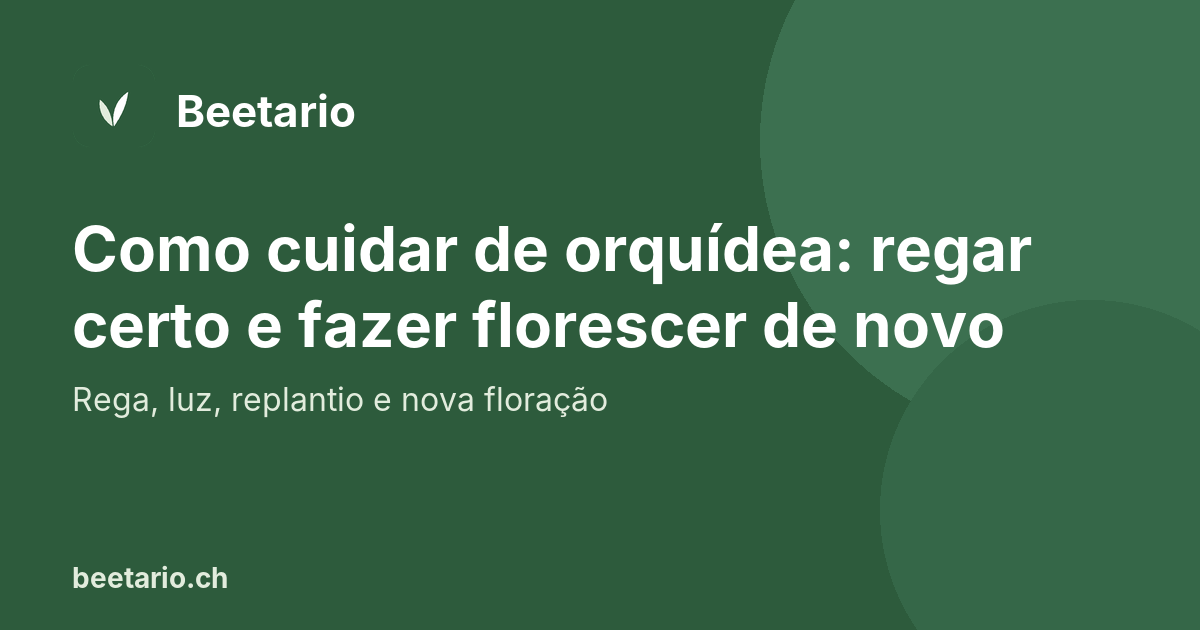 Beetario
Como cuidar de orquídea: regar
certo e fazer florescer de novo
Rega, luz, replantio e nova floração
beetario.ch